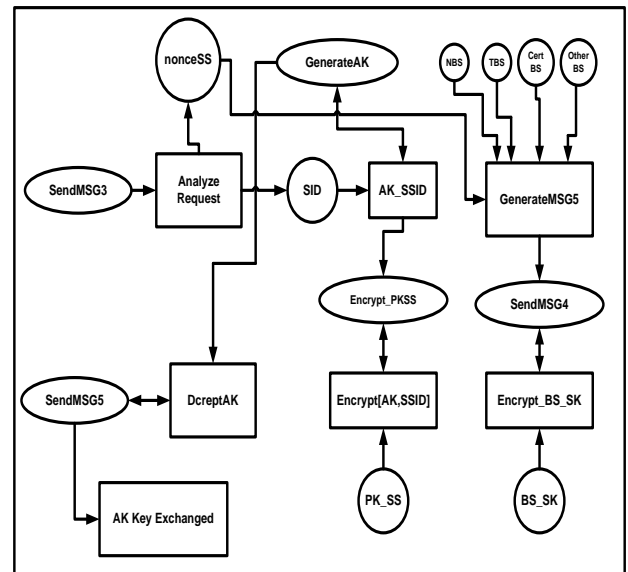 nonceSS
GenerateAK
NBS
TBS
Cert
BS
Other
BS
SendMSG3
Analyze
Request
SID
AK_SSID
GenerateMSG5
Encrypt_PKSS
SendMSG4
SendMSG5
DcreptAK
Encrypt[AK,SSID]
Encrypt_BS_SK
PK_SS
BS_SK
AK Key Exchanged